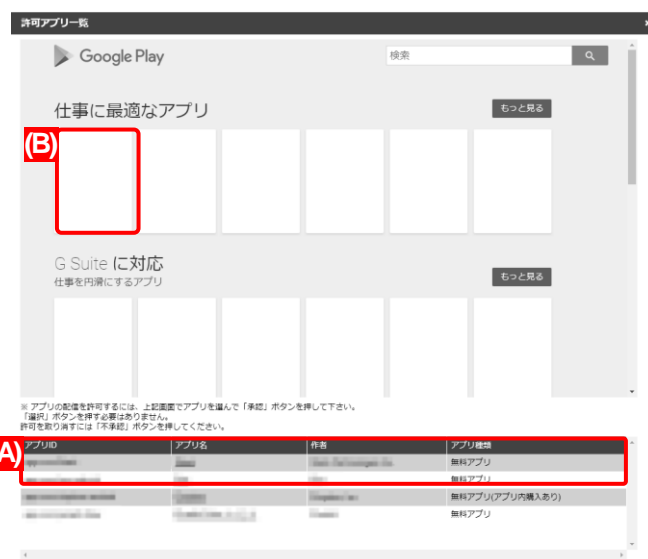 許可アプリ一覧
Google Play
検索
仕事に最適なアプリ
もっと見る
(B)
G Suite に対応
仕事を円滑にするアプリ
もっと見る
※ アプリの配信を許可するには、上記画面でアプリを選んで「承認」ボタンを押して下さい。
「選択」ボタンを押す必要はありません。
許可を取り消すには「不承認」ボタンを押してください。
A)
アプリID アプリ名 作者 アプリ種類
無料アプリ
無料アプリ
無料アプリ(アプリ内購入あり)
無料アプリ